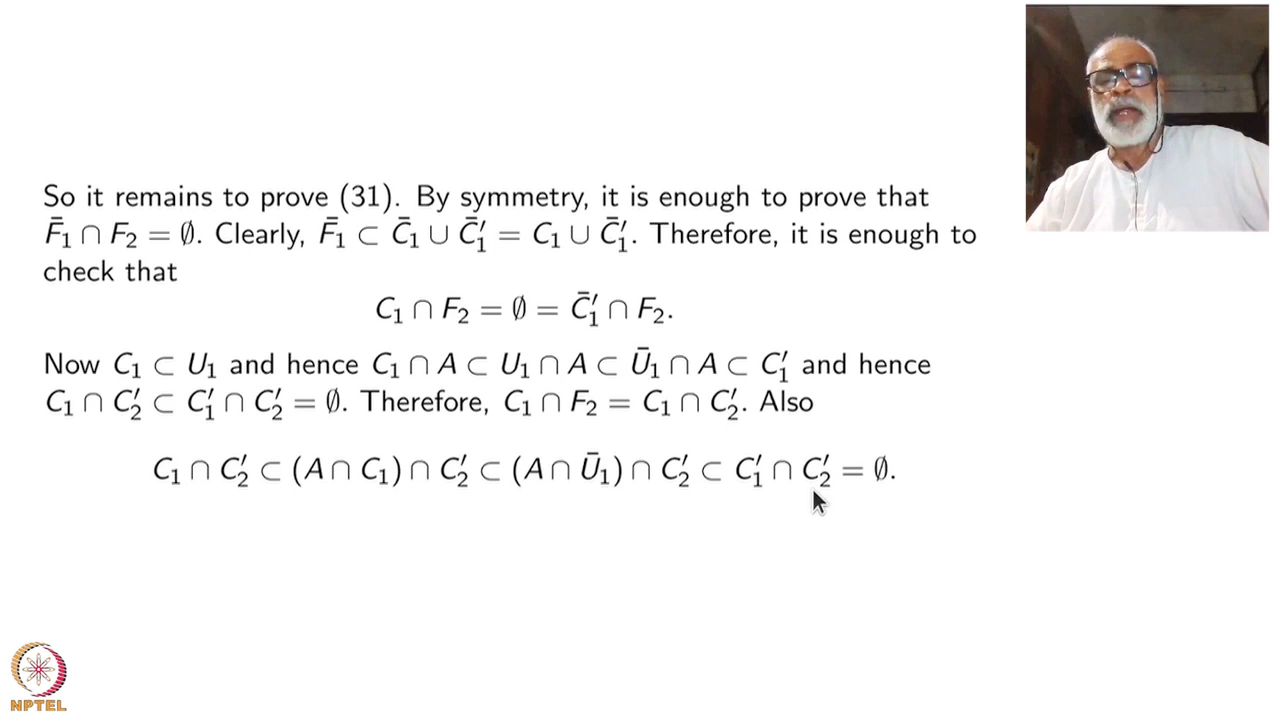 So it remains to prove (31). By symmetry, it is enough to prove that
F̄₁ ∩ F₂ = ∅. Clearly, F̄₁ ⊂ C̄₁ ∪ C̄′₁ = C₁ ∪ C̄′₁. Therefore, it is enough to
check that
C₁ ∩ F₂ = ∅ = C̄′₁ ∩ F₂.
Now C₁ ⊂ U₁ and hence C₁ ∩ A ⊂ U₁ ∩ A ⊂ Ū₁ ∩ A ⊂ C′₁ and hence
C₁ ∩ C′₂ ⊂ C′₁ ∩ C′₂ = ∅. Therefore, C₁ ∩ F₂ = C₁ ∩ C′₂. Also
C₁ ∩ C′₂ ⊂ (A ∩ C₁) ∩ C′₂ ⊂ (A ∩ Ū₁) ∩ C′₂ ⊂ C′₁ ∩ C′₂ = ∅.
NPTEL